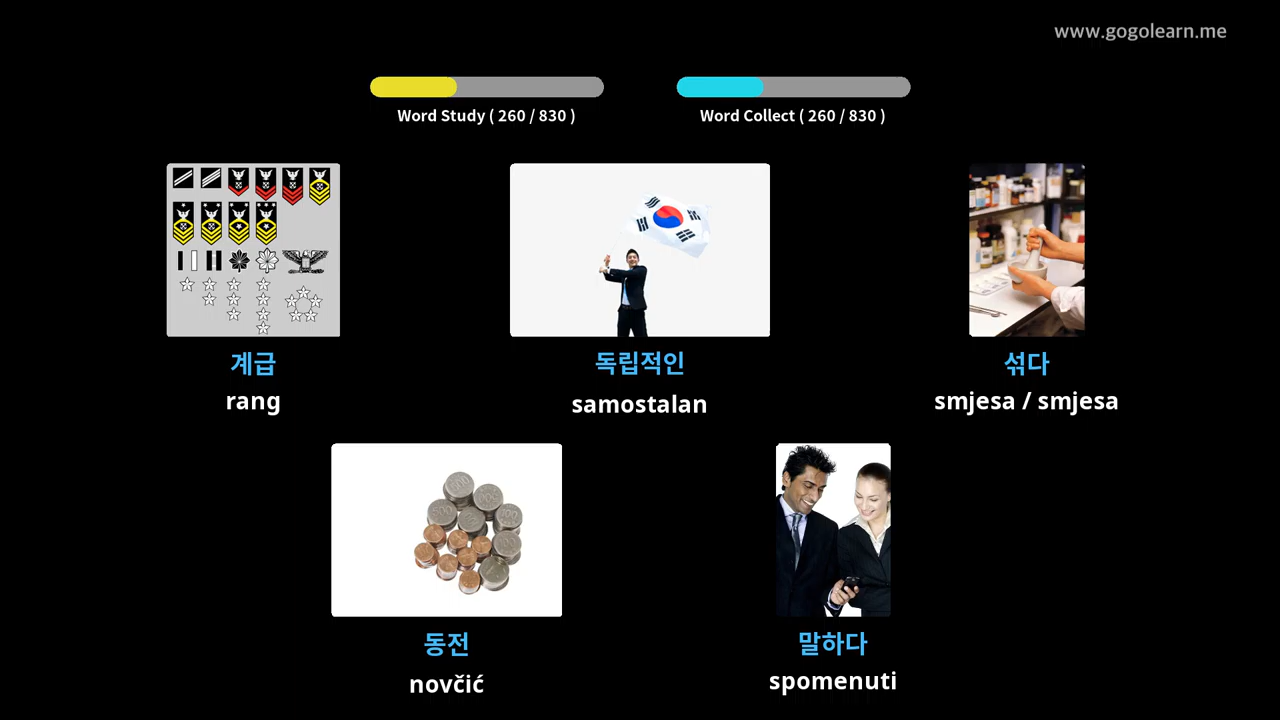 www.gogolearn.me
Word Study ( 260 / 830 )
Word Collect ( 260 / 830 )
계급
rang
독립적인
samostalan
섞다
smjesa / smjesa
동전
novčić
말하다
spomenuti